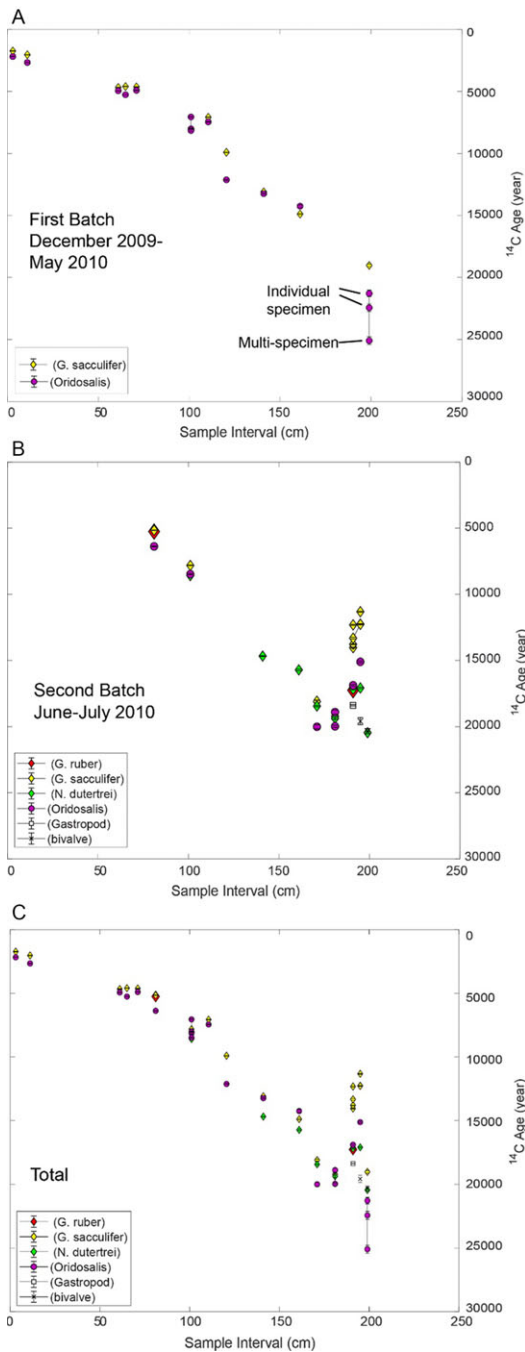 A
0
5000
10000
15000
20000
25000
30000
14C Age (year)
First Batch
December 2009-
May 2010
Individual
specimen
Multi-specimen
(G. sacculifer)
(Oridosalis)
0 50 100 150 200 250
Sample Interval (cm)
B
0
5000
10000
15000
20000
25000
30000
14C Age (year)
Second Batch
June-July 2010
(G. ruber)
(G. sacculifer)
(N. dutertrei)
(Oridosalis)
(Gastropod)
(bivalve)
0 50 100 150 200 250
Sample Interval (cm)
C
0
5000
10000
15000
20000
25000
30000
14C Age (year)
Total
(G. ruber)
(G. sacculifer)
(N. dutertrei)
(Oridosalis)
(Gastropod)
(bivalve)
0 50 100 150 200 250
Sample Interval (cm)